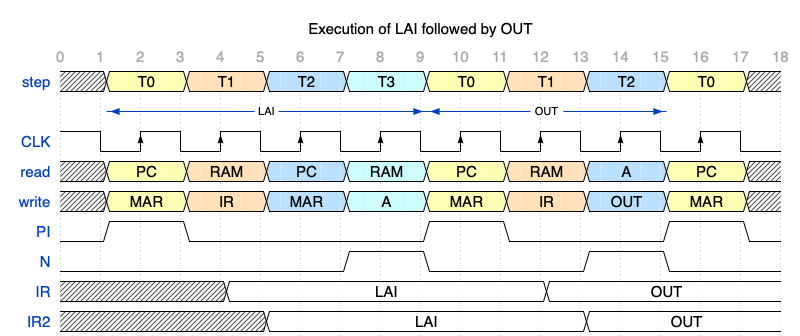 Execution of LAI followed by OUT
0 1 2 3 4 5 6 7 8 9 10 11 12 13 14 15 16 17 18
step T0 T1 T2 T3 T0 T1 T2 T0
LAI OUT
CLK
read PC RAM PC RAM PC RAM A PC
write MAR IR MAR A MAR IR OUT MAR
PI
N
IR LAI OUT
IR2 LAI OUT